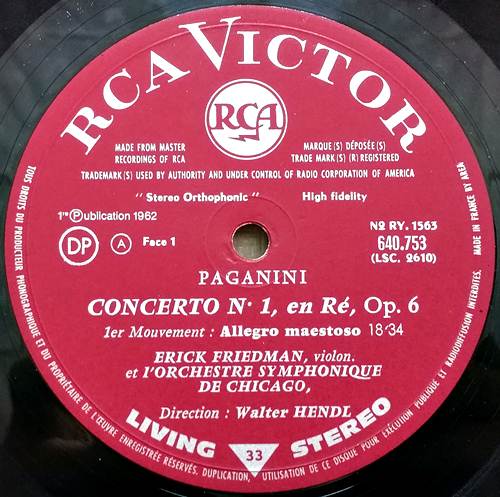 RCA VICTOR
RCA
MADE FROM MASTER
RECORDINGS OF RCA
MARQUE(S) DÉPOSÉE(S)
TRADE MARK(S) (R) REGISTERED
TRADEMARK(S) USED BY AUTHORITY AND UNDER CONTROL OF RADIO CORPORATION OF AMERICA
"Stereo Orthophonic"
High fidelity
1re Ⓟublication 1962
Nº RY. 1563
DP
A
Face 1
640.753
(LSC. 2610)
PAGANINI
CONCERTO N· 1, en Ré, Op. 6
1er Mouvement : Allegro maestoso 18'34
ERICK FRIEDMAN, violon.
et l'ORCHESTRE SYMPHONIQUE
DE CHICAGO,
Direction : Walter HENDL
LIVING 33 STEREO
TOUS DROITS DU PRODUCTEUR PHONOGRAPHIQUE ET DU PROPRIÉTAIRE DE L'ŒUVRE ENREGISTRÉE RÉSERVÉS. DUPLICATION, UTILISATION DE CE DISQUE POUR EXÉCUTION PUBLIQUE ET RADIODIFFUSION INTERDITES. MADE IN FRANCE BY AREA